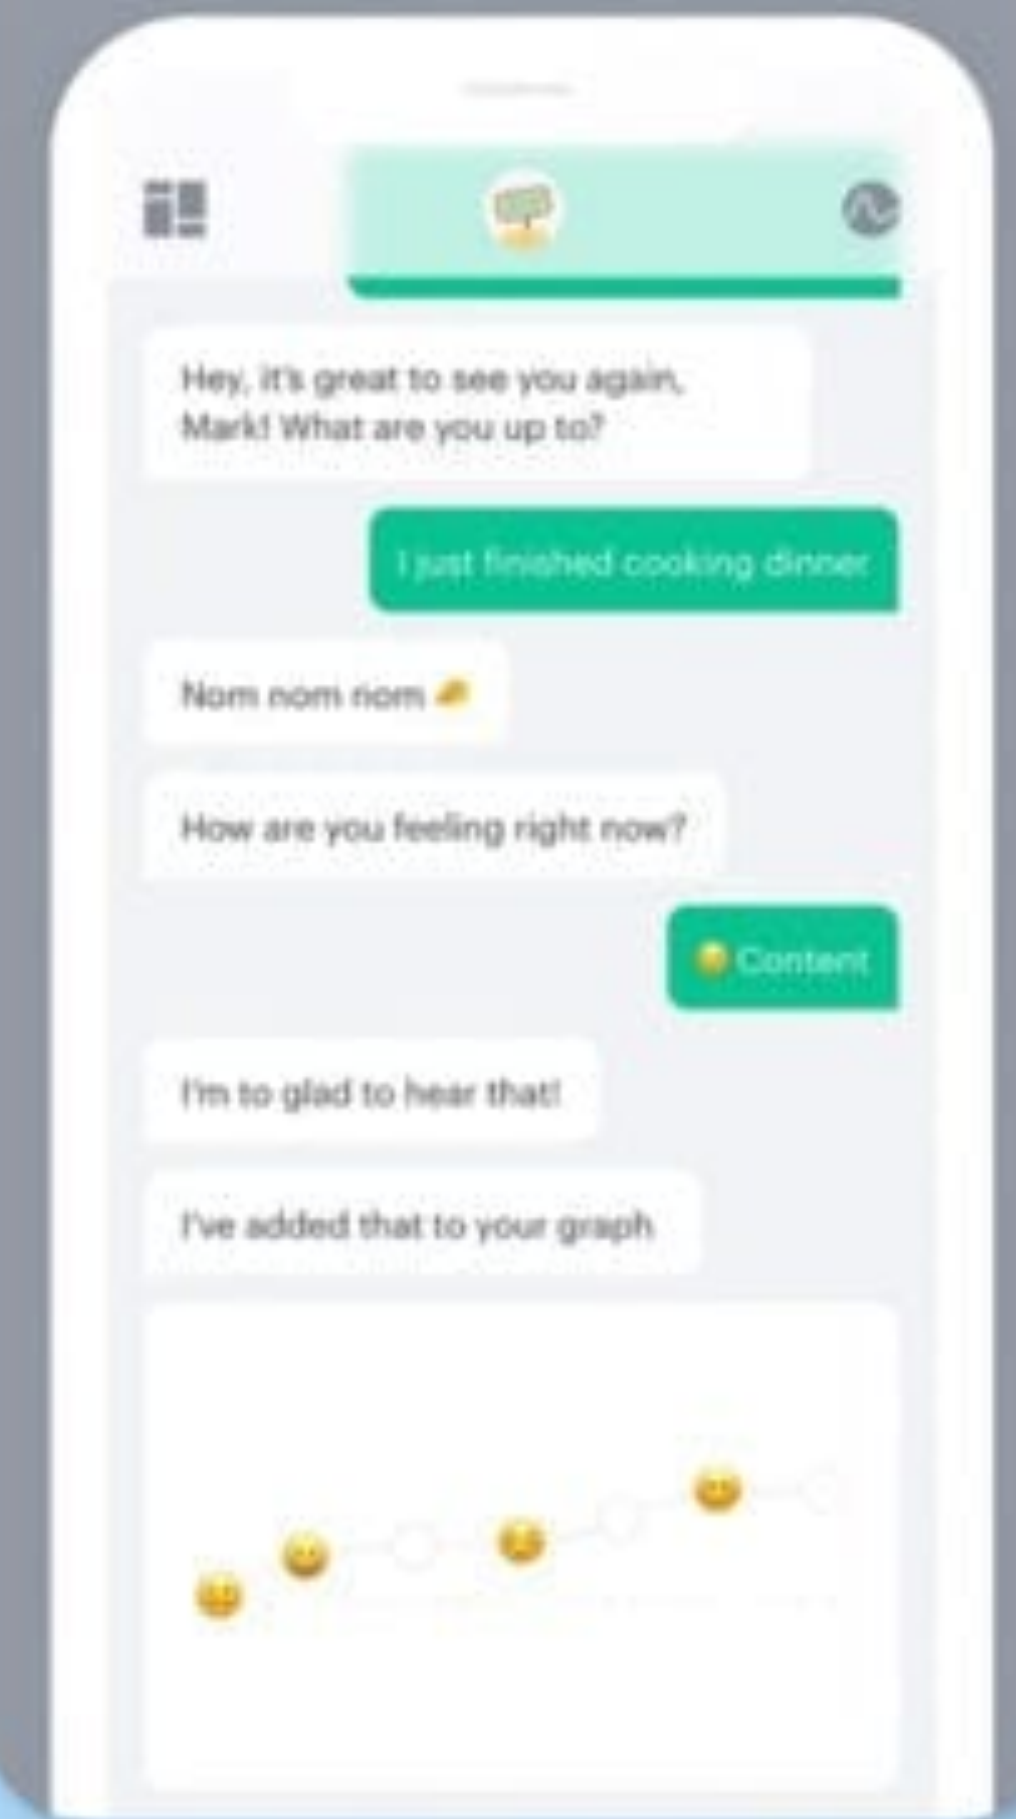 Hey, it's great to see you again,
Mark! What are you up to?
I just finished cooking dinner
Nom nom nom
How are you feeling right now?
Content
I'm to glad to hear that!
I've added that to your graph